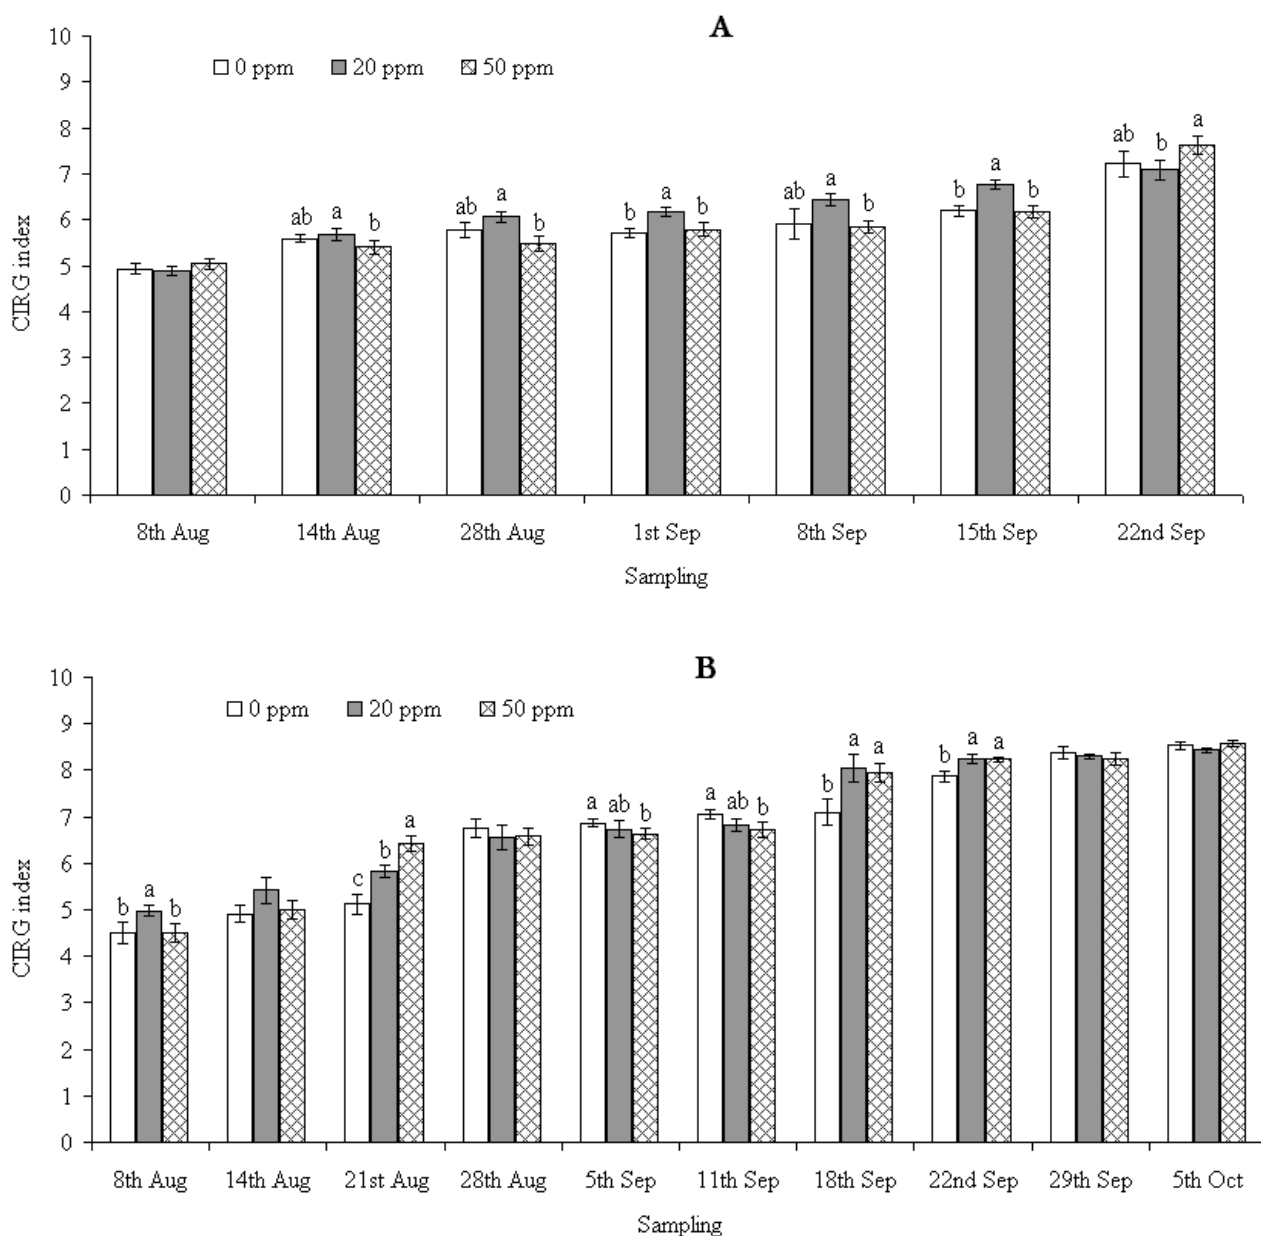 A
0 ppm 20 ppm 50 ppm
10
9
8
7
6
5
4
3
2
1
0
CIRG index
ab a b
ab a b
b a b
ab a b
b a b
ab b a
8th Aug 14th Aug 28th Aug 1st Sep 8th Sep 15th Sep 22nd Sep
Sampling
B
0 ppm 20 ppm 50 ppm
10
9
8
7
6
5
4
3
2
1
0
CIRG index
b a b
c b a
a ab b
a ab b
b a a
b a a
8th Aug 14th Aug 21st Aug 28th Aug 5th Sep 11th Sep 18th Sep 22nd Sep 29th Sep 5th Oct
Sampling